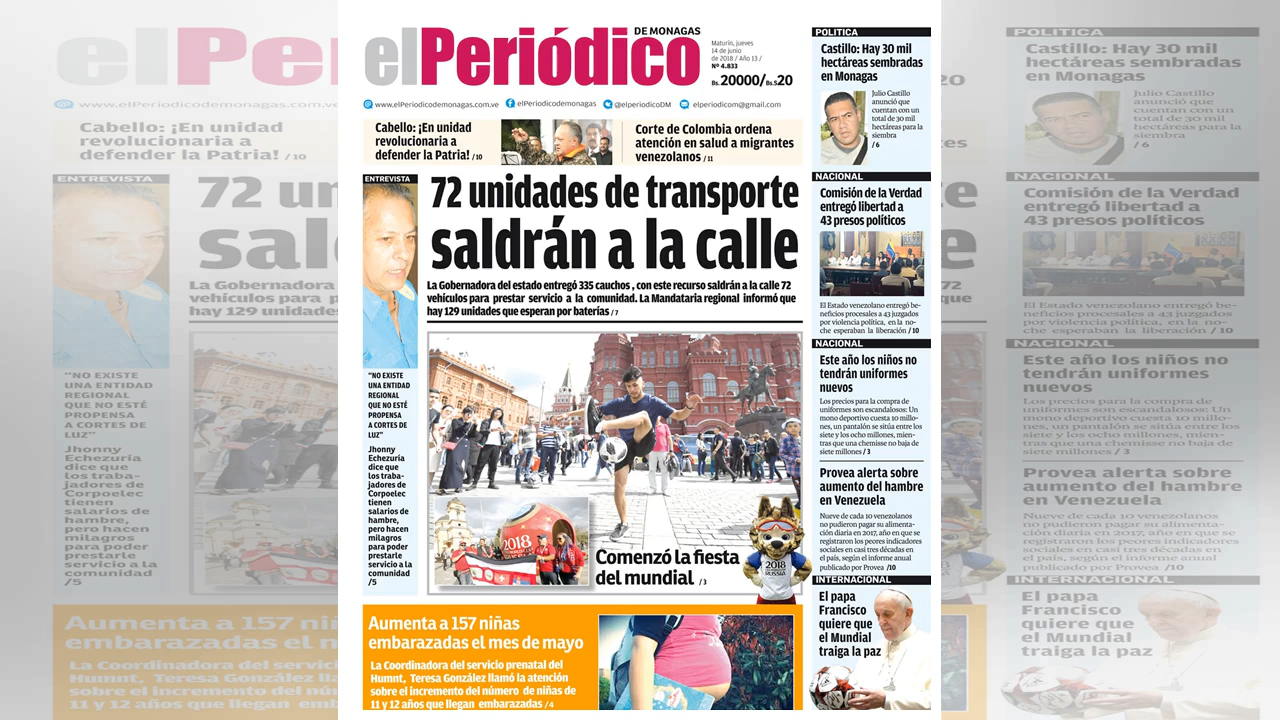 elPeriódico
DE MONAGAS
Maturín, jueves
14 de junio
de 2018 / Año 13 /
Nº 4.833
Bs. 20000/Bs.S 20
www.elPeriodicodemonagas.com.ve
elPeriodicodemonagas
@elperiodicoDM
elperiodicom@gmail.com
Cabello: ¡En unidad
revolucionaria a
defender la Patria! / 10
Corte de Colombia ordena
atención en salud a migrantes
venezolanos / 11
ENTREVISTA
"NO EXISTE
UNA ENTIDAD
REGIONAL
QUE NO ESTÉ
PROPENSA
A CORTES DE
LUZ"
Jhonny
Echezuría
dice que
los traba-
jadores de
Corpoelec
tienen
salarios de
hambre,
pero hacen
milagros
para poder
prestarle
servicio a la
comunidad
/5
72 unidades de transporte
saldrán a la calle
La Gobernadora del estado entregó 335 cauchos , con este recurso saldrán a la calle 72
vehículos para prestar servicio a la comunidad. La Mandataria regional informó que
hay 129 unidades que esperan por baterías / 7
2018
Comenzó la fiesta
del mundial / 3
2018
RUSSIA
Aumenta a 157 niñas
embarazadas el mes de mayo
La Coordinadora del servicio prenatal del
Humnt, Teresa González llamó la atención
sobre el incremento del número de niñas de
11 y 12 años que llegan embarazadas / 4
POLITICA
Castillo: Hay 30 mil
hectáreas sembradas
en Monagas
Julio Castillo
anunció que
cuentan con un
total de 30 mil
hectáreas para la
siembra
/ 6
NACIONAL
Comisión de la Verdad
entregó libertad a
43 presos políticos
El Estado venezolano entregó be-
neficios procesales a 43 juzgados
por violencia política, en la no-
che esperaban la liberación / 10
NACIONAL
Este año los niños no
tendrán uniformes
nuevos
Los precios para la compra de
uniformes son escandalosos: Un
mono deportivo cuesta 10 millo-
nes, un pantalón se sitúa entre los
siete y los ocho millones, mien-
tras que una chemisse no baja de
siete millones / 3
Provea alerta sobre
aumento del hambre
en Venezuela
Nueve de cada 10 venezolanos
no pudieron pagar su alimenta-
ción diaria en 2017, año en que se
registraron los peores indicadores
sociales en casi tres décadas en
el país, según el informe anual
publicado por Provea /10
INTERNACIONAL
El papa
Francisco
quiere que
el Mundial
traiga la paz